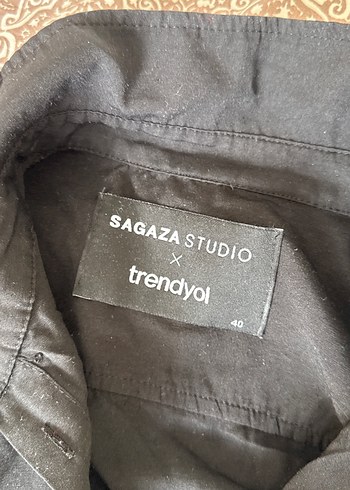 SAGAZA STUDIO
×
trendyol
40